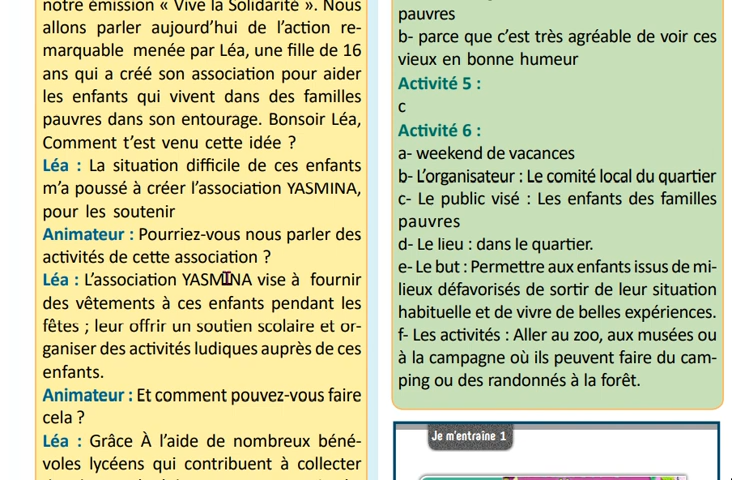 notre émission « Vive la Solidarité ». Nous
allons parler aujourd'hui de l'action re-
marquable menée par Léa, une fille de 16
ans qui a créé son association pour aider
les enfants qui vivent dans des familles
pauvres dans son entourage. Bonsoir Léa,
Comment t'est venu cette idée ?
Léa : La situation difficile de ces enfants
m'a poussé à créer l'association YASMINA,
pour les soutenir
Animateur : Pourriez-vous nous parler des
activités de cette association ?
Léa : L'association YASMINA vise à fournir
des vêtements à ces enfants pendant les
fêtes ; leur offrir un soutien scolaire et or-
ganiser des activités ludiques auprès de ces
enfants.
Animateur : Et comment pouvez-vous faire
cela ?
Léa : Grâce À l'aide de nombreux béné-
voles lycéens qui contribuent à collecter
pauvres
b- parce que c'est très agréable de voir ces
vieux en bonne humeur
Activité 5 :
c
Activité 6 :
a- weekend de vacances
b- L'organisateur : Le comité local du quartier
c- Le public visé : Les enfants des familles
pauvres
d- Le lieu : dans le quartier.
e- Le but : Permettre aux enfants issus de mi-
lieux défavorisés de sortir de leur situation
habituelle et de vivre de belles expériences.
f- Les activités : Aller au zoo, aux musées ou
à la campagne où ils peuvent faire du cam-
ping ou des randonnés à la forêt.
Je m'entraîne 1